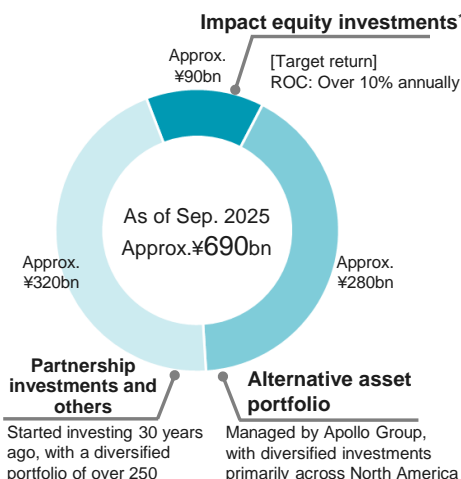 Impact equity investments*
Approx.
¥90bn
[Target return]
ROC: Over 10% annually
As of Sep. 2025
Approx.¥690bn
Approx.
¥320bn
Approx.
¥280bn
Partnership
investments and
others
Started investing 30 years
ago, with a diversified
portfolio of over 250
Alternative asset
portfolio
Managed by Apollo Group,
with diversified investments
primarily across North America